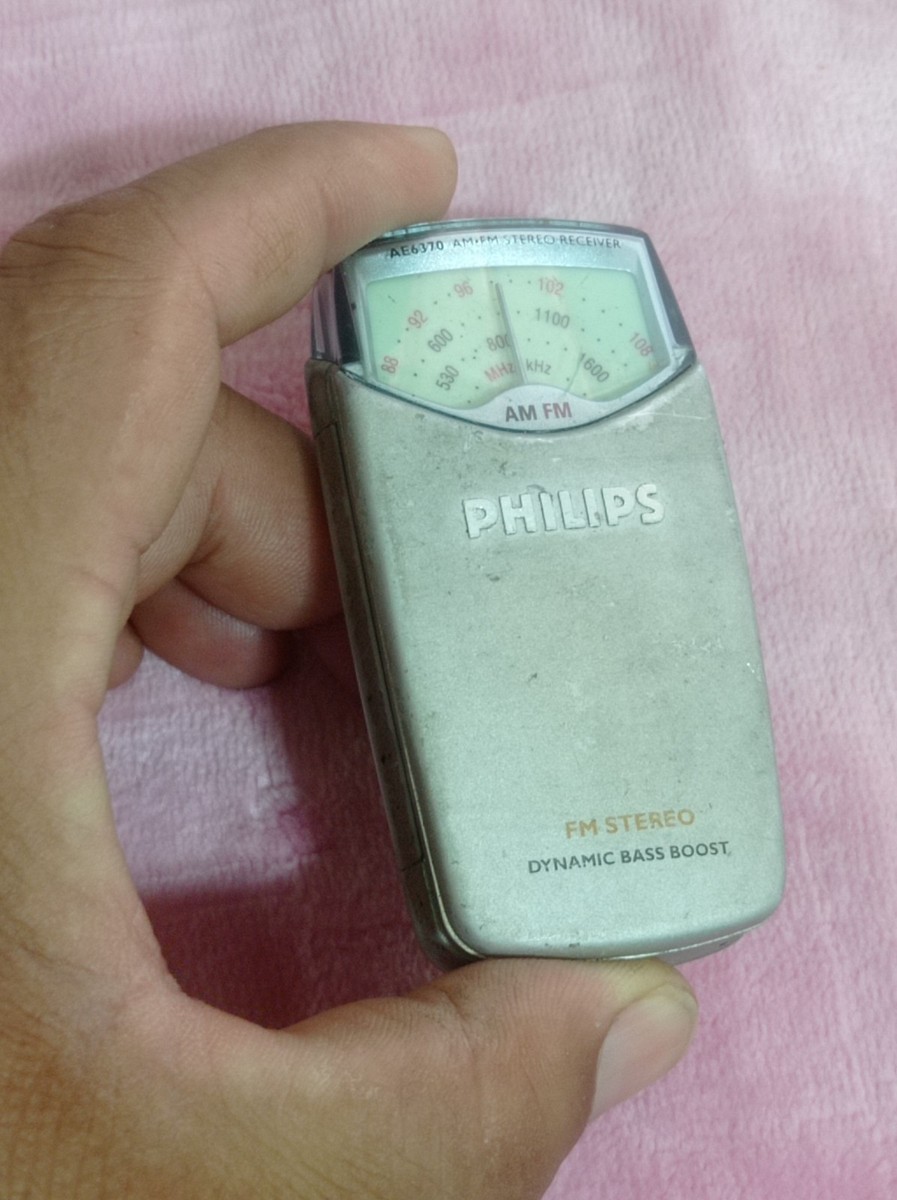 AE6370 AM•FM STEREO RECEIVER
88 92 96 102 108
530 600 800 1100 1600
MHz kHz
AM FM
PHILIPS
FM STEREO
DYNAMIC BASS BOOST